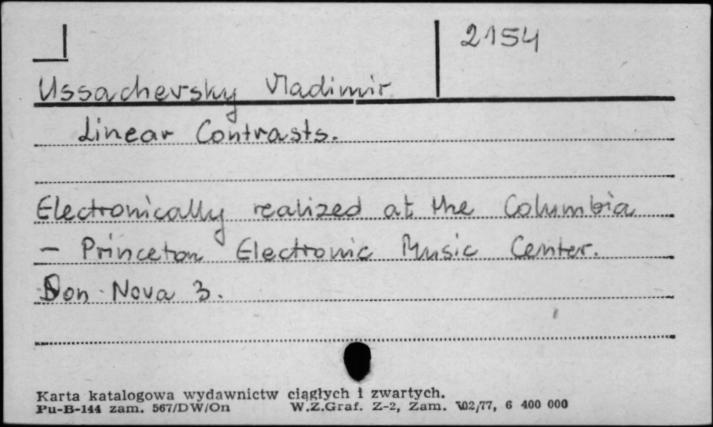 2154
Ussachevsky Vladimir
Linear Contrasts.
Electronically realized at the Columbia
– Princeton Electronic Music Center.
Son Nova 3.
Karta katalogowa wydawnictw ciągłych i zwartych.
Pu-B-144 zam. 567/DW/On W.Z.Graf. Z-2, Zam. 102/77, 6 400 000